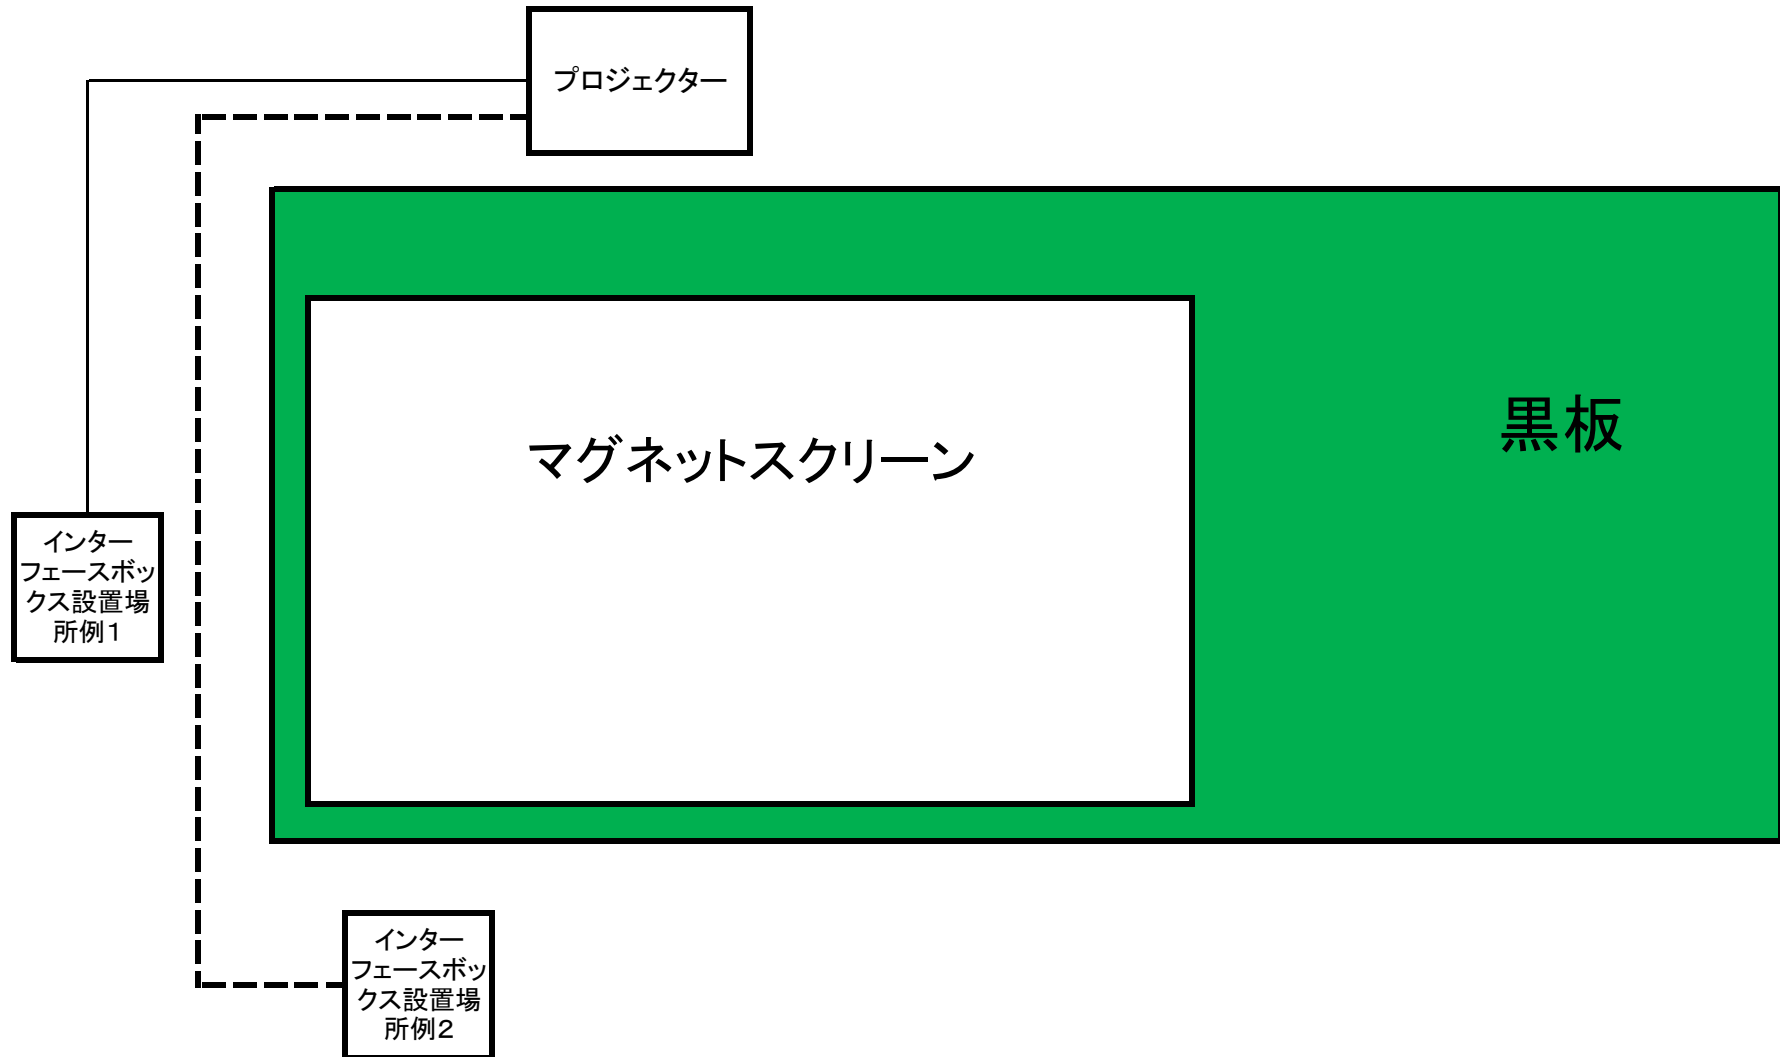 プロジェクター
黒板
マグネットスクリーン
インター
フェースボッ
クス設置場
所例１
インター
フェースボッ
クス設置場
所例２